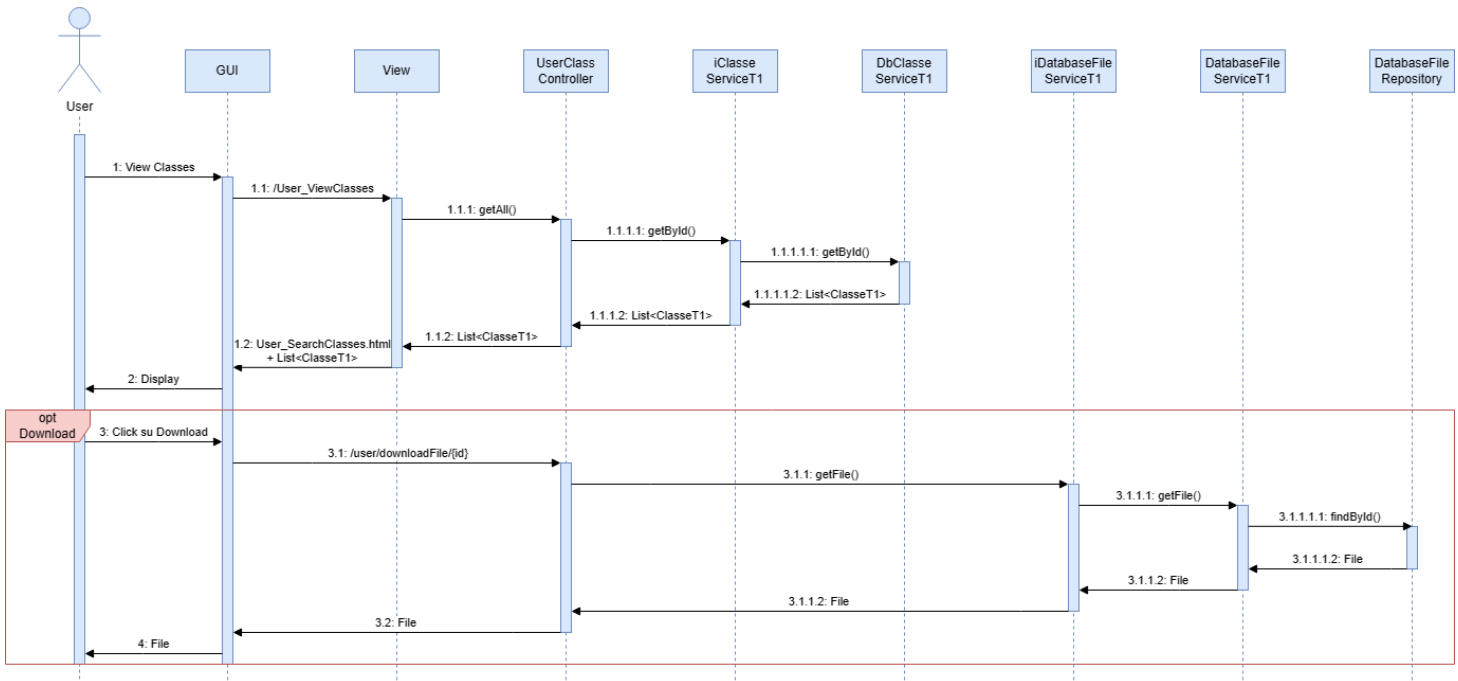 User
GUI
View
UserClass
Controller
iClasse
ServiceT1
DbClasse
ServiceT1
iDatabaseFile
ServiceT1
DatabaseFile
ServiceT1
DatabaseFile
Repository
1: View Classes
1.1: /User_ViewClasses
1.1.1: getAll()
1.1.1.1: getById()
1.1.1.1.1: getById()
1.1.1.1.2: List<ClasseT1>
1.1.1.2: List<ClasseT1>
1.1.2: List<ClasseT1>
1.2: User_SearchClasses.html
+ List<ClasseT1>
2: Display
opt
Download
3: Click su Download
3.1: /user/downloadFile/{id}
3.1.1: getFile()
3.1.1.1: getFile()
3.1.1.1.1: findById()
3.1.1.1.2: File
3.1.1.2: File
3.1.1.2: File
3.2: File
4: File